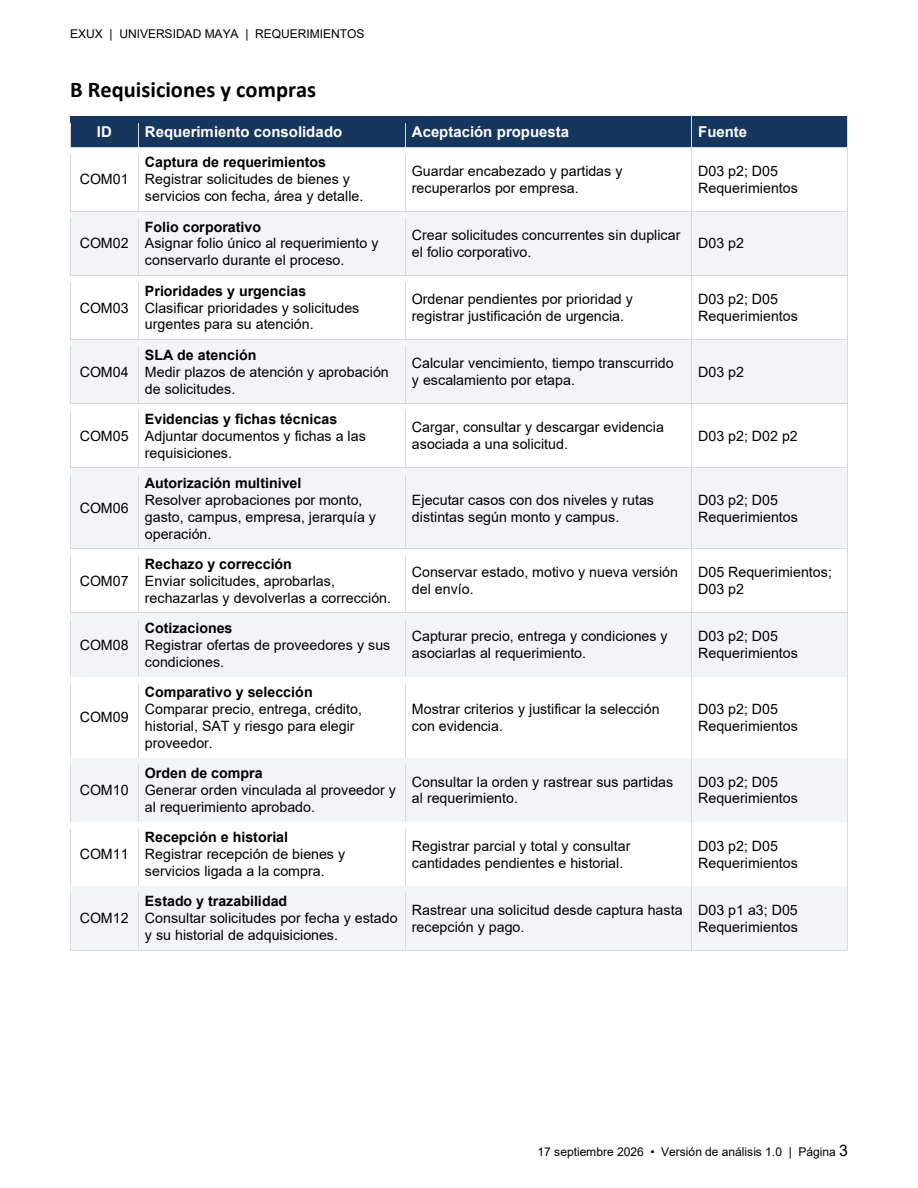 EXUX | UNIVERSIDAD MAYA | REQUERIMIENTOS
B Requisiciones y compras
ID
Requerimiento consolidado
Aceptación propuesta
Fuente
COM01
Captura de requerimientos
Registrar solicitudes de bienes y
servicios con fecha, área y detalle.
Guardar encabezado y partidas y
recuperarlos por empresa.
D03 p2; D05
Requerimientos
COM02
Folio corporativo
Asignar folio único al requerimiento y
conservarlo durante el proceso.
Crear solicitudes concurrentes sin duplicar
el folio corporativo.
D03 p2
COM03
Prioridades y urgencias
Clasificar prioridades y solicitudes
urgentes para su atención.
Ordenar pendientes por prioridad y
registrar justificación de urgencia.
D03 p2; D05
Requerimientos
COM04
SLA de atención
Medir plazos de atención y aprobación
de solicitudes.
Calcular vencimiento, tiempo transcurrido
y escalamiento por etapa.
D03 p2
COM05
Evidencias y fichas técnicas
Adjuntar documentos y fichas a las
requisiciones.
Cargar, consultar y descargar evidencia
asociada a una solicitud.
D03 p2; D02 p2
COM06
Autorización multinivel
Resolver aprobaciones por monto,
gasto, campus, empresa, jerarquía y
operación.
Ejecutar casos con dos niveles y rutas
distintas según monto y campus.
D03 p2; D05
Requerimientos
COM07
Rechazo y corrección
Enviar solicitudes, aprobarlas,
rechazarlas y devolverlas a corrección.
Conservar estado, motivo y nueva versión
del envío.
D05 Requerimientos;
D03 p2
COM08
Cotizaciones
Registrar ofertas de proveedores y sus
condiciones.
Capturar precio, entrega y condiciones y
asociarlas al requerimiento.
D03 p2; D05
Requerimientos
COM09
Comparativo y selección
Comparar precio, entrega, crédito,
historial, SAT y riesgo para elegir
proveedor.
Mostrar criterios y justificar la selección
con evidencia.
D03 p2; D05
Requerimientos
COM10
Orden de compra
Generar orden vinculada al proveedor y
al requerimiento aprobado.
Consultar la orden y rastrear sus partidas
al requerimiento.
D03 p2; D05
Requerimientos
COM11
Recepción e historial
Registrar recepción de bienes y
servicios ligada a la compra.
Registrar parcial y total y consultar
cantidades pendientes e historial.
D03 p2; D05
Requerimientos
COM12
Estado y trazabilidad
Consultar solicitudes por fecha y estado
y su historial de adquisiciones.
Rastrear una solicitud desde captura hasta
recepción y pago.
D03 p1 a3; D05
Requerimientos
17 septiembre 2026 • Versión de análisis 1.0 | Página 3